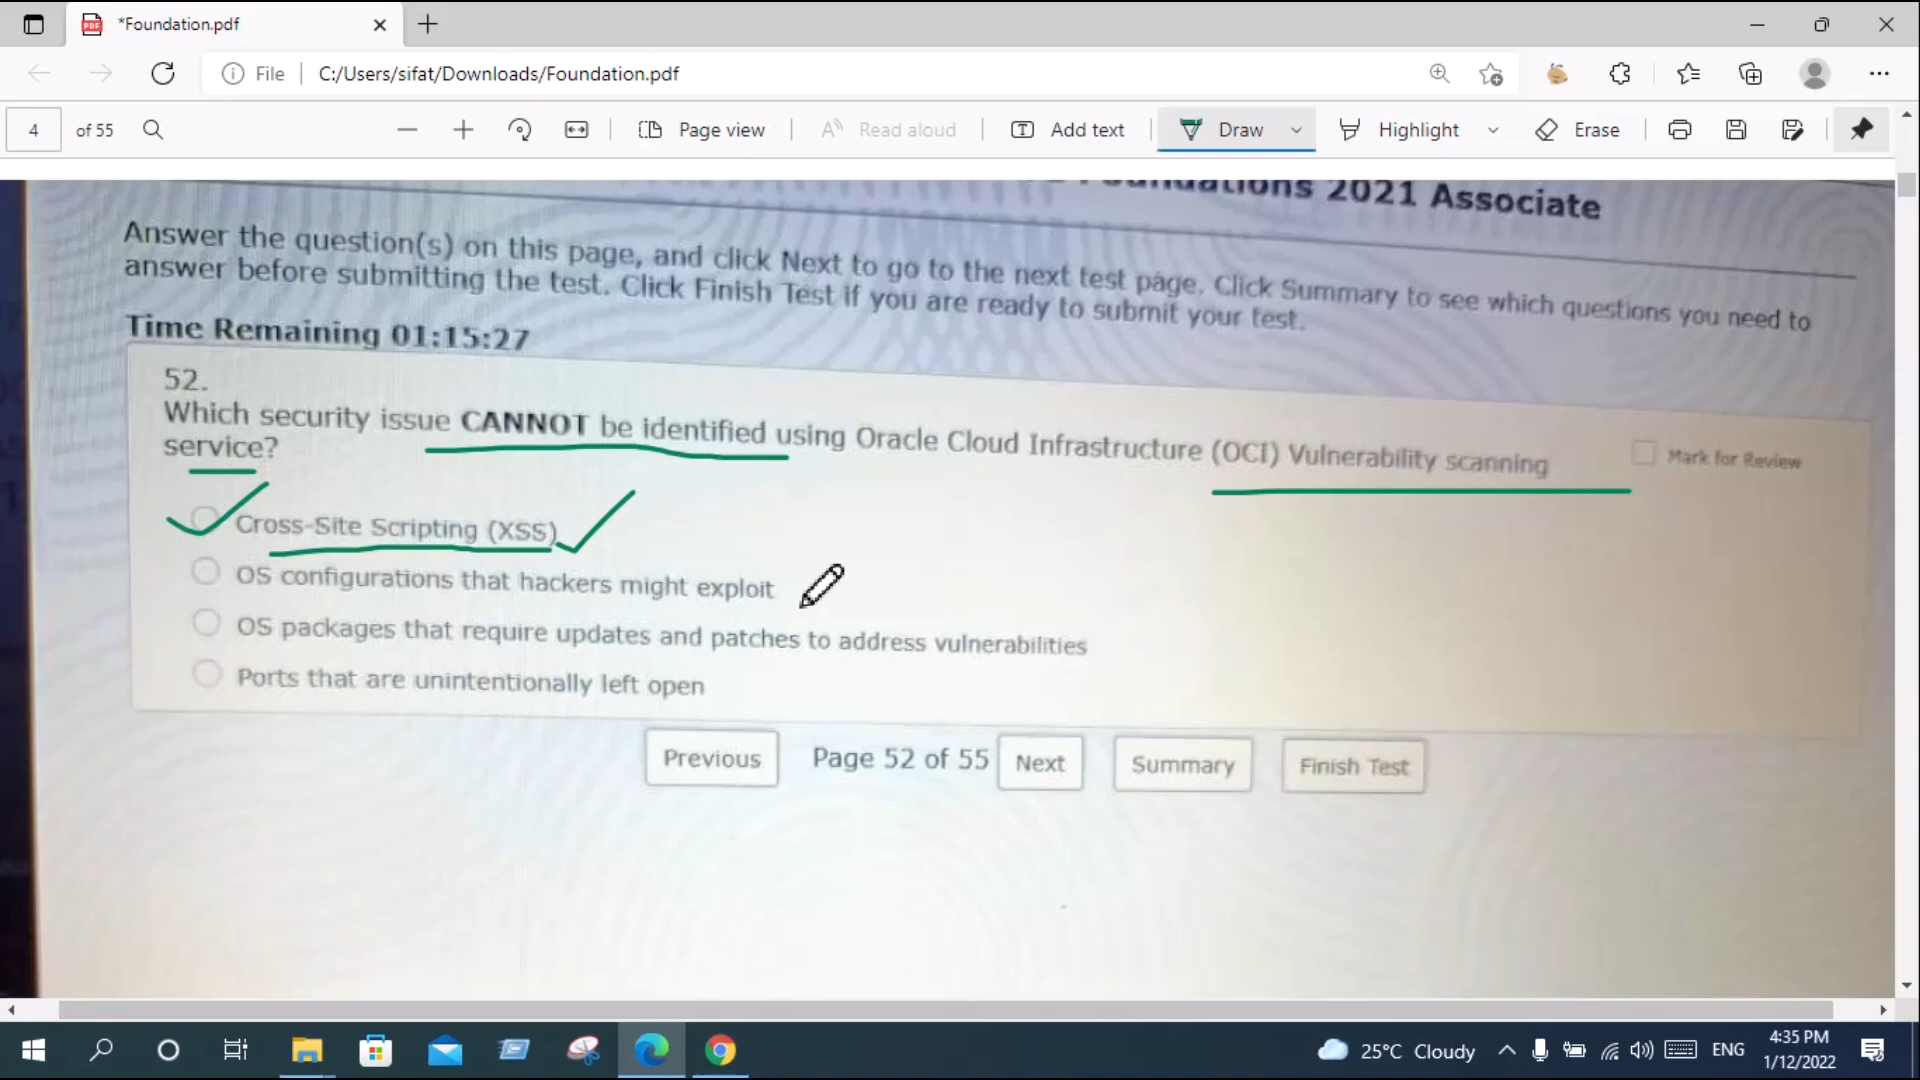 *Foundation.pdf
File
C:/Users/sifat/Downloads/Foundation.pdf
4 of 55
Page view
Read aloud
Add text
Draw
Highlight
Erase
2021 Associate
Answer the question(s) on this page, and click Next to go to the next test page. Click Summary to see which questions you need to
answer before submitting the test. Click Finish Test if you are ready to submit your test.
Time Remaining 01:15:27
52.
Which security issue CANNOT be identified using Oracle Cloud Infrastructure (OCI) Vulnerability scanning
service?
Mark for Review
Cross-Site Scripting (XSS)
OS configurations that hackers might exploit
OS packages that require updates and patches to address vulnerabilities
Ports that are unintentionally left open
Previous
Page 52 of 55
Next
Summary
Finish Test
25°C Cloudy
ENG
4:35 PM
1/12/2022